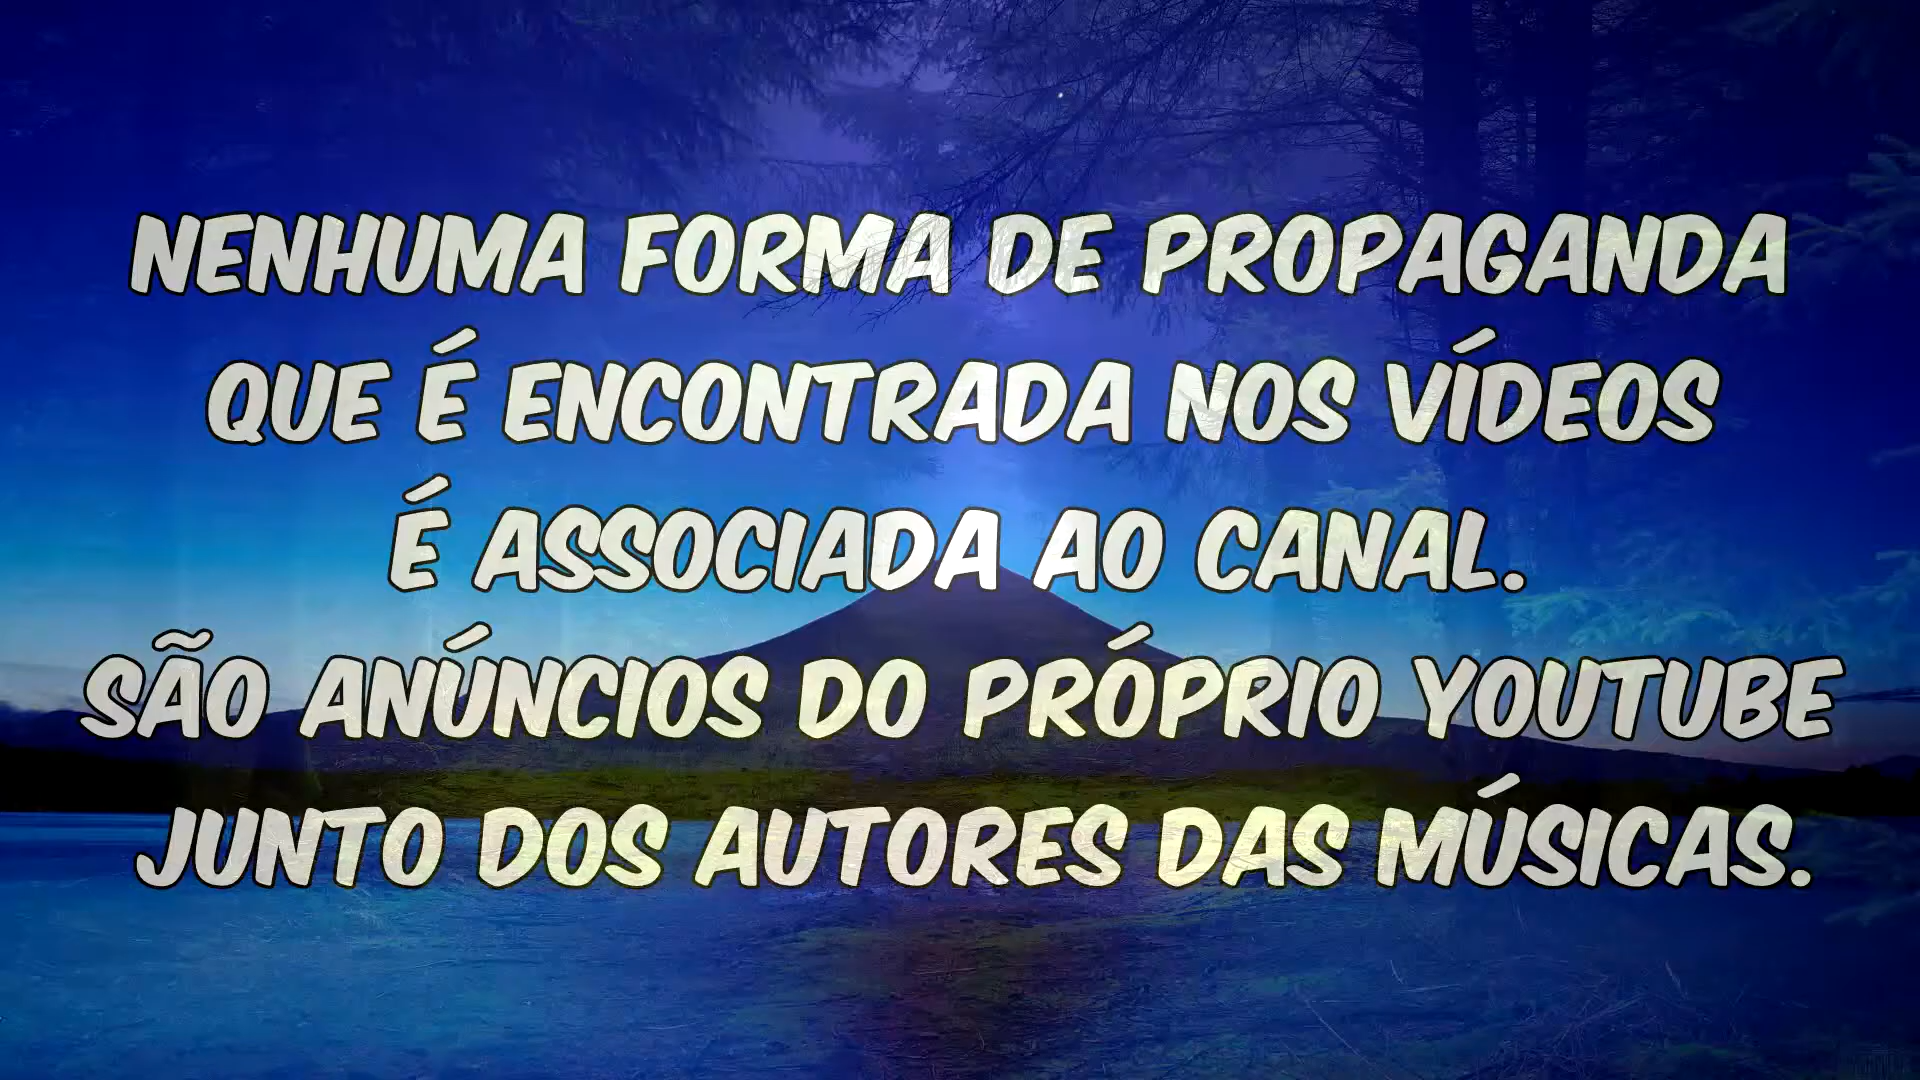 NENHUMA FORMA DE PROPAGANDA
QUE É ENCONTRADA NOS VÍDEOS
É ASSOCIADA AO CANAL.
SÃO ANÚNCIOS DO PRÓPRIO YOUTUBE
JUNTO DOS AUTORES DAS MÚSICAS.